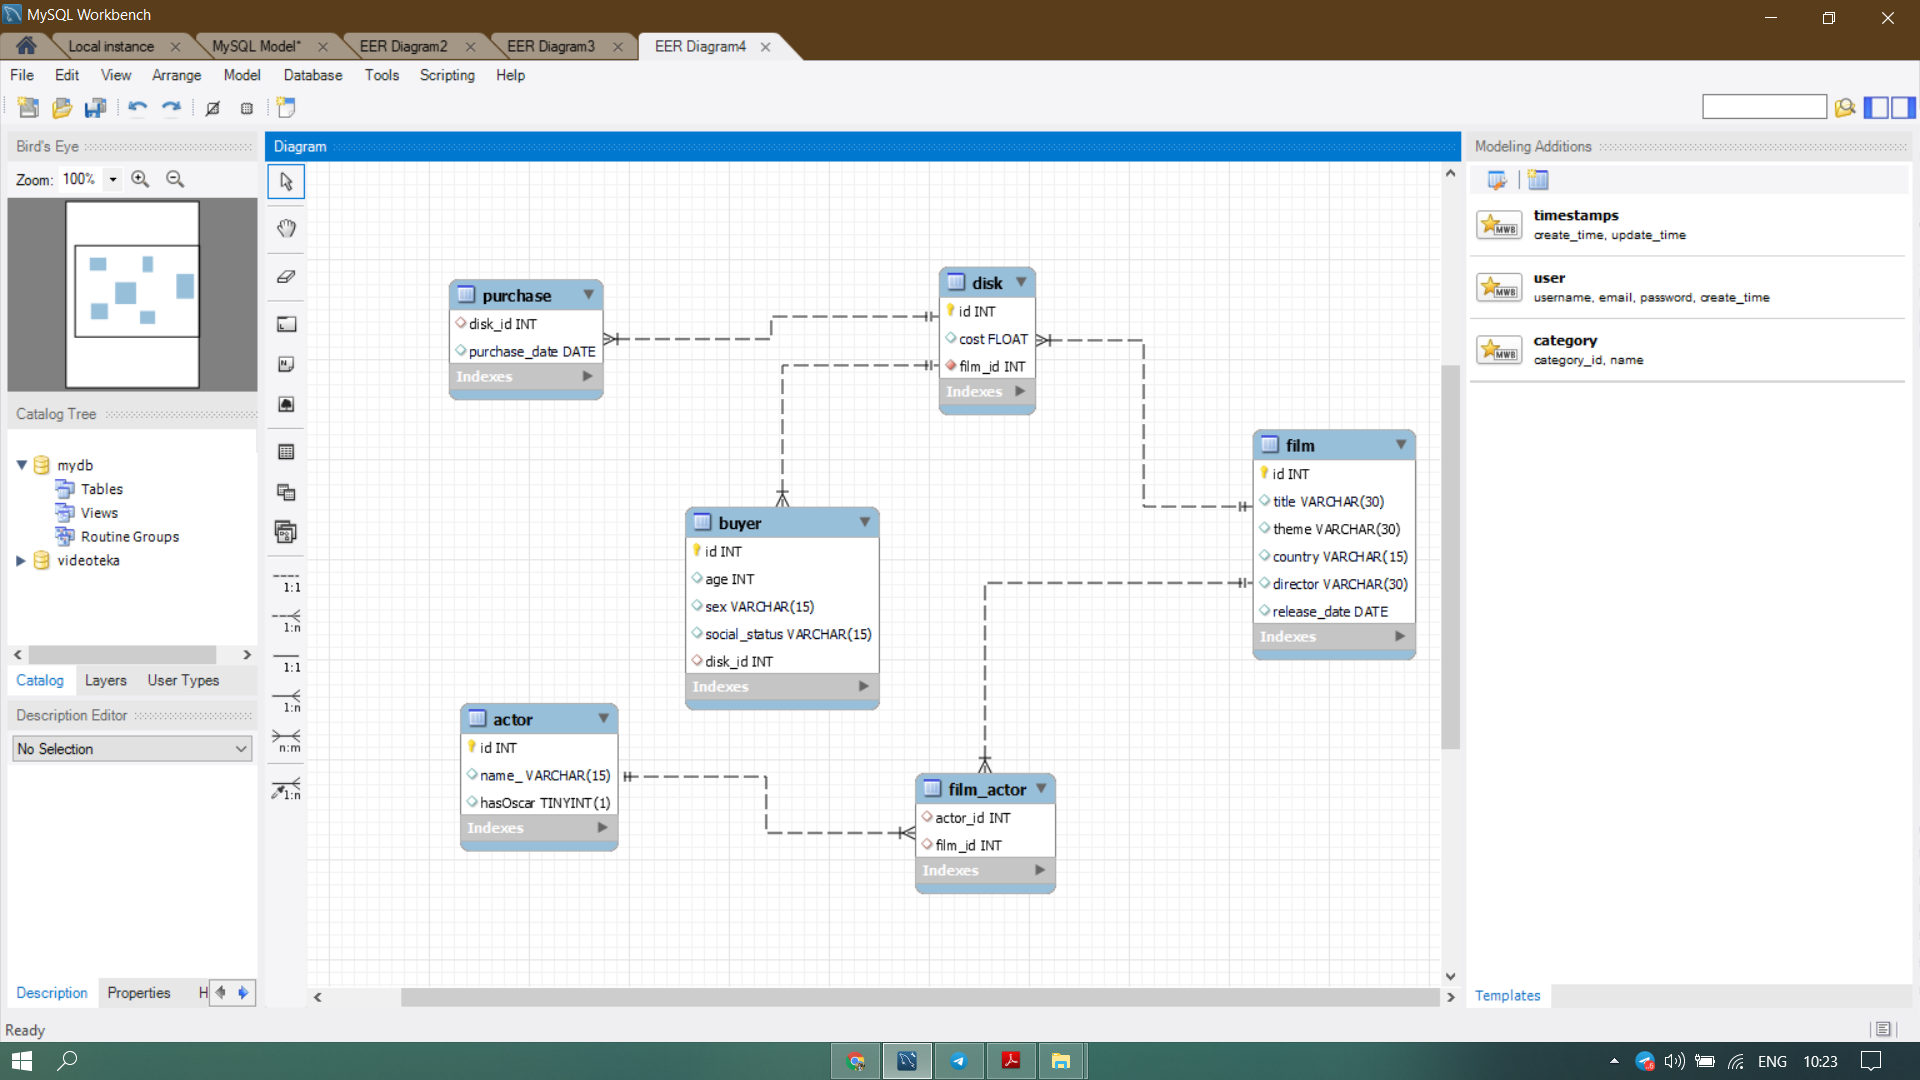 MySQL Workbench
Local instance
MySQL Model*
EER Diagram2
EER Diagram3
EER Diagram4
File Edit View Arrange Model Database Tools Scripting Help
Bird's Eye
Zoom: 100%
Catalog Tree
mydb
Tables
Views
Routine Groups
videoteka
Catalog Layers User Types
Description Editor
No Selection
Description Properties H
Diagram
1:1
1:n
1:1
1:n
n:m
1:n
purchase
disk_id INT
purchase_date DATE
Indexes
disk
id INT
cost FLOAT
film_id INT
Indexes
film
id INT
title VARCHAR(30)
theme VARCHAR(30)
country VARCHAR(15)
director VARCHAR(30)
release_date DATE
Indexes
buyer
id INT
age INT
sex VARCHAR(15)
social_status VARCHAR(15)
disk_id INT
Indexes
actor
id INT
name_ VARCHAR(15)
hasOscar TINYINT(1)
Indexes
film_actor
actor_id INT
film_id INT
Indexes
Modeling Additions
MWB
timestamps
create_time, update_time
MWB
user
username, email, password, create_time
MWB
category
category_id, name
Templates
Ready
ENG 10:23